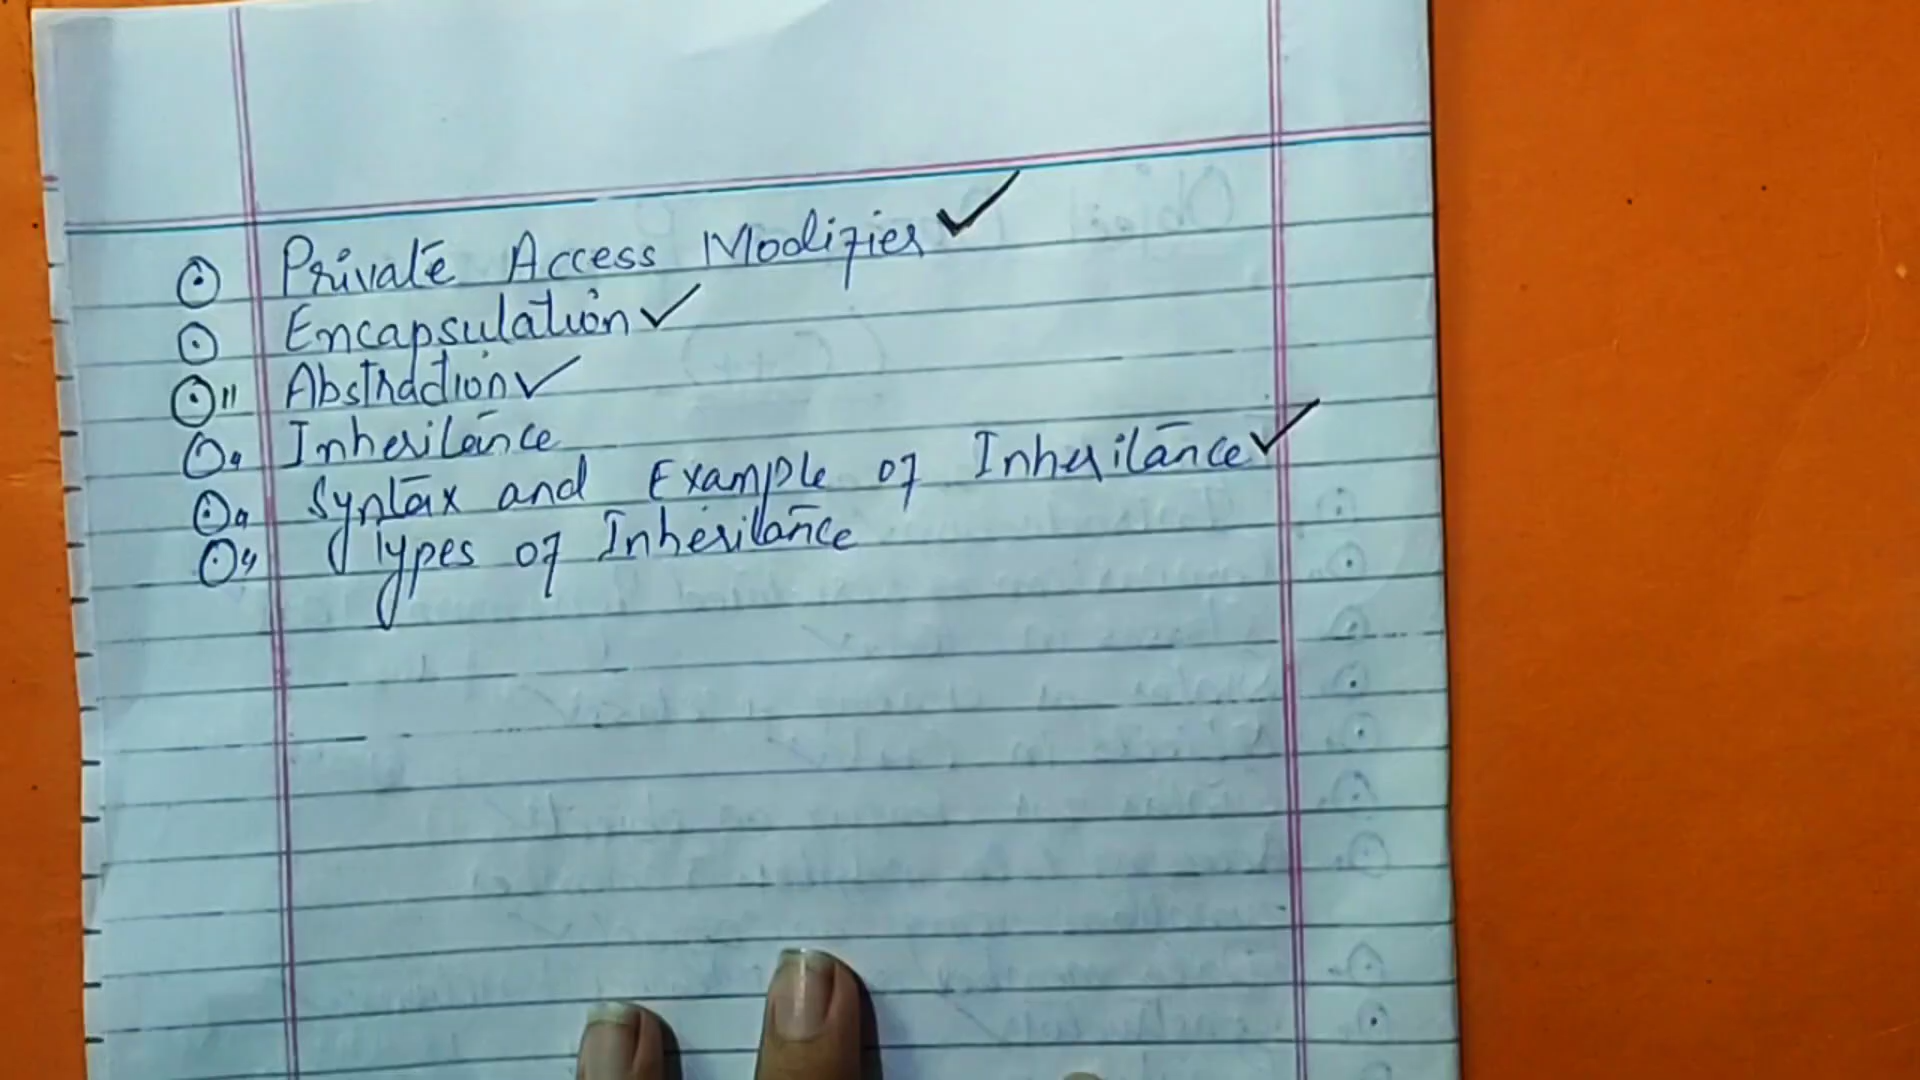 Private Access Modifier
Encapsulation
Abstraction
Inheritance
Syntax and Example of Inheritance
Types of Inheritance